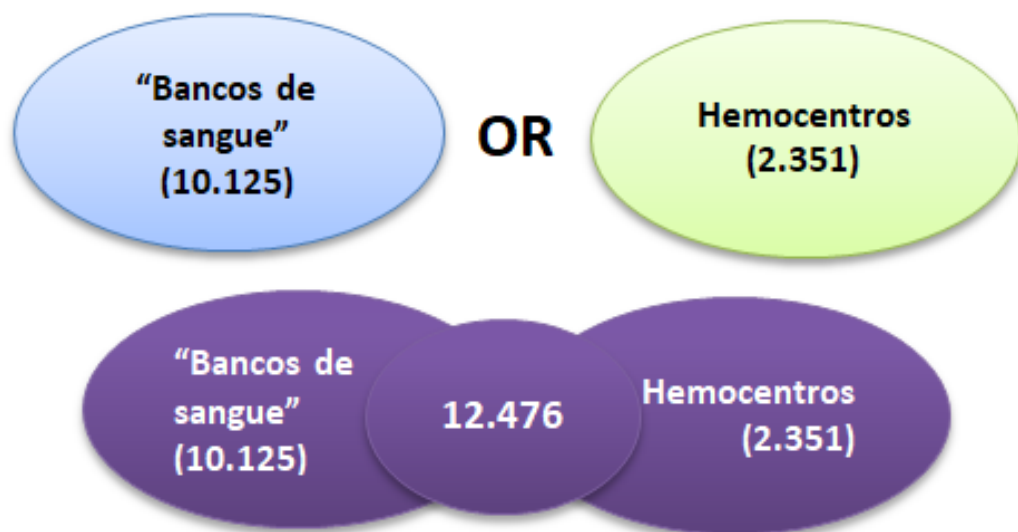 “Bancos de
sangue”
(10.125)
OR
Hemocentros
(2.351)
“Bancos de
sangue”
(10.125)
12.476
Hemocentros
(2.351)